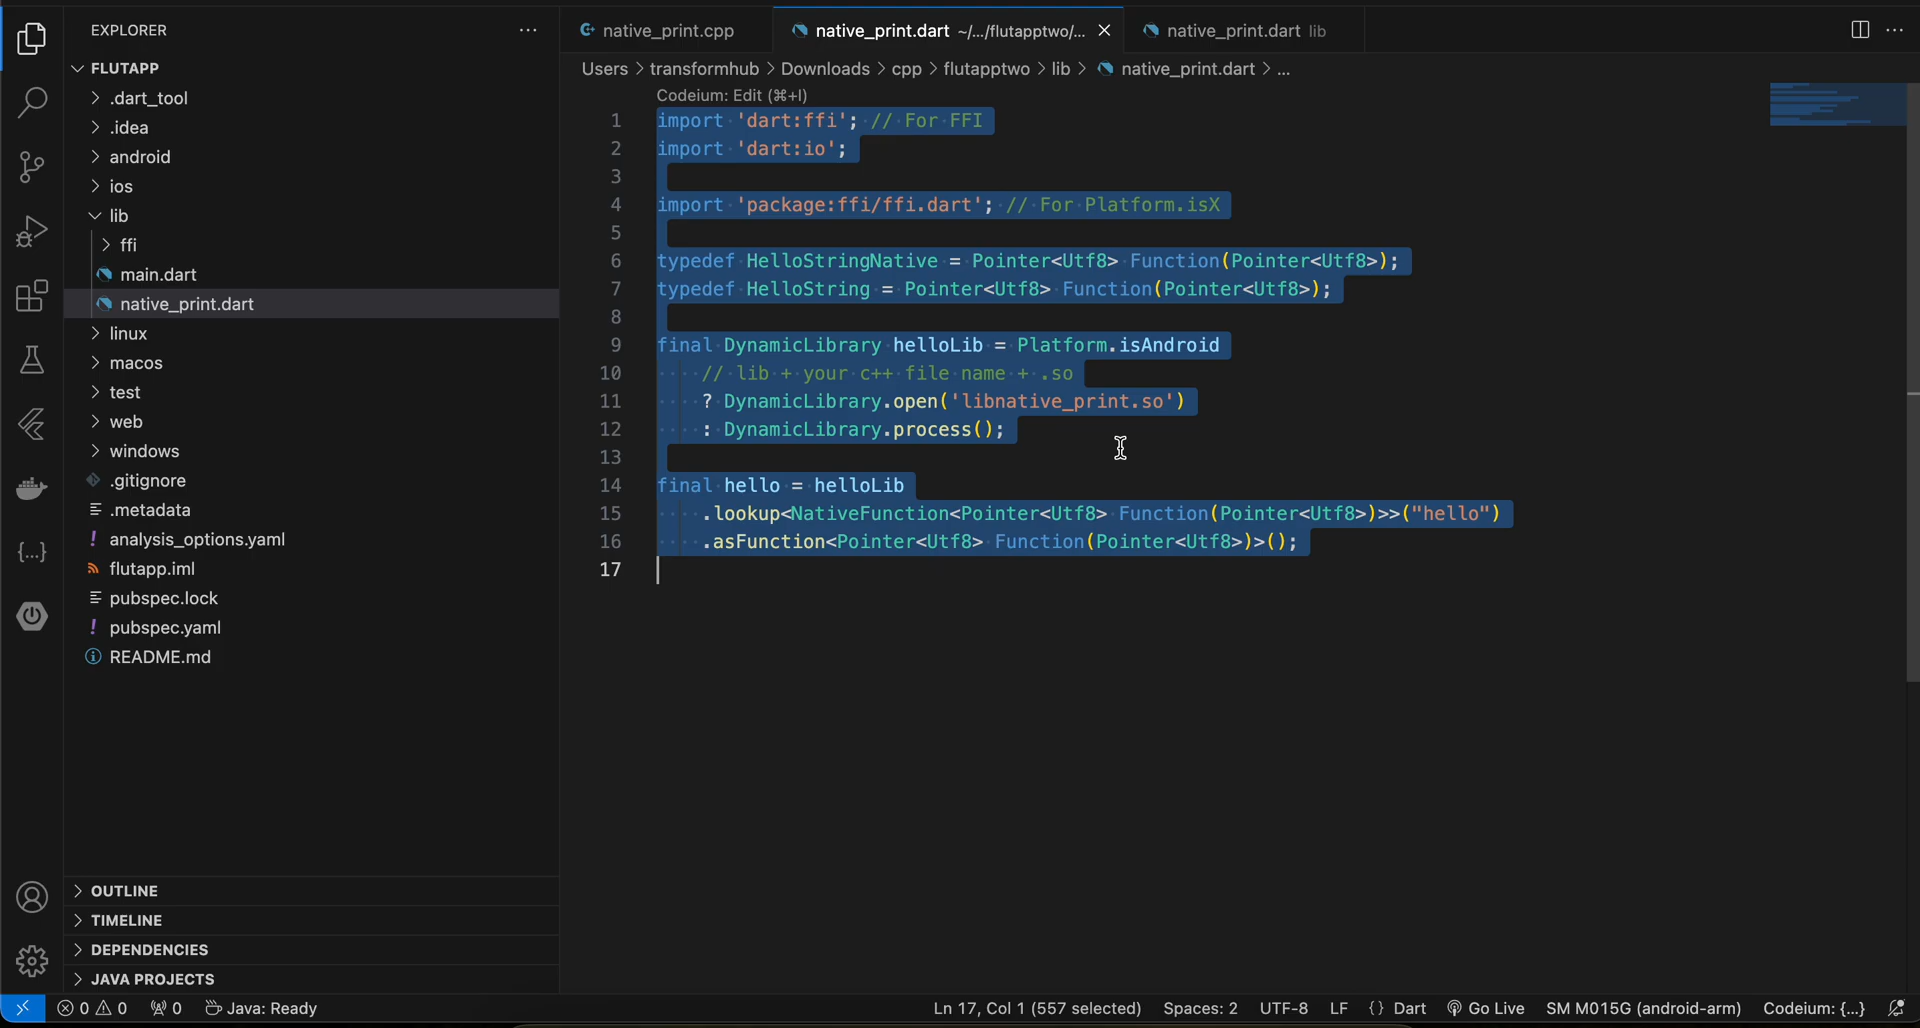 EXPLORER
native_print.cpp
native_print.dart ~/.../flutapptwo/...
native_print.dart lib
FLUTAPP
Users > transformhub > Downloads > cpp > flutapptwo > lib > native_print.dart > ...
.dart_tool
.idea
android
ios
lib
ffi
main.dart
native_print.dart
linux
macos
test
web
windows
.gitignore
.metadata
analysis_options.yaml
flutapp.iml
pubspec.lock
pubspec.yaml
README.md
OUTLINE
TIMELINE
DEPENDENCIES
JAVA PROJECTS
Codeium: Edit (⌘+I)
1 import 'dart:ffi'; // For FFI
2 import 'dart:io';
3
4 import 'package:ffi/ffi.dart'; // For Platform.isX
5
6 typedef HelloStringNative = Pointer<Utf8> Function(Pointer<Utf8>);
7 typedef HelloString = Pointer<Utf8> Function(Pointer<Utf8>);
8
9 final DynamicLibrary helloLib = Platform.isAndroid
10     // lib + your c++ file name + .so
11     ? DynamicLibrary.open('libnative_print.so')
12     : DynamicLibrary.process();
13
14 final hello = helloLib
15     .lookup<NativeFunction<Pointer<Utf8> Function(Pointer<Utf8>)>>("hello")
16     .asFunction<Pointer<Utf8> Function(Pointer<Utf8>)>();
17
0 0 0 Java: Ready
Ln 17, Col 1 (557 selected) Spaces: 2 UTF-8 LF {} Dart Go Live SM M015G (android-arm) Codeium: {...}